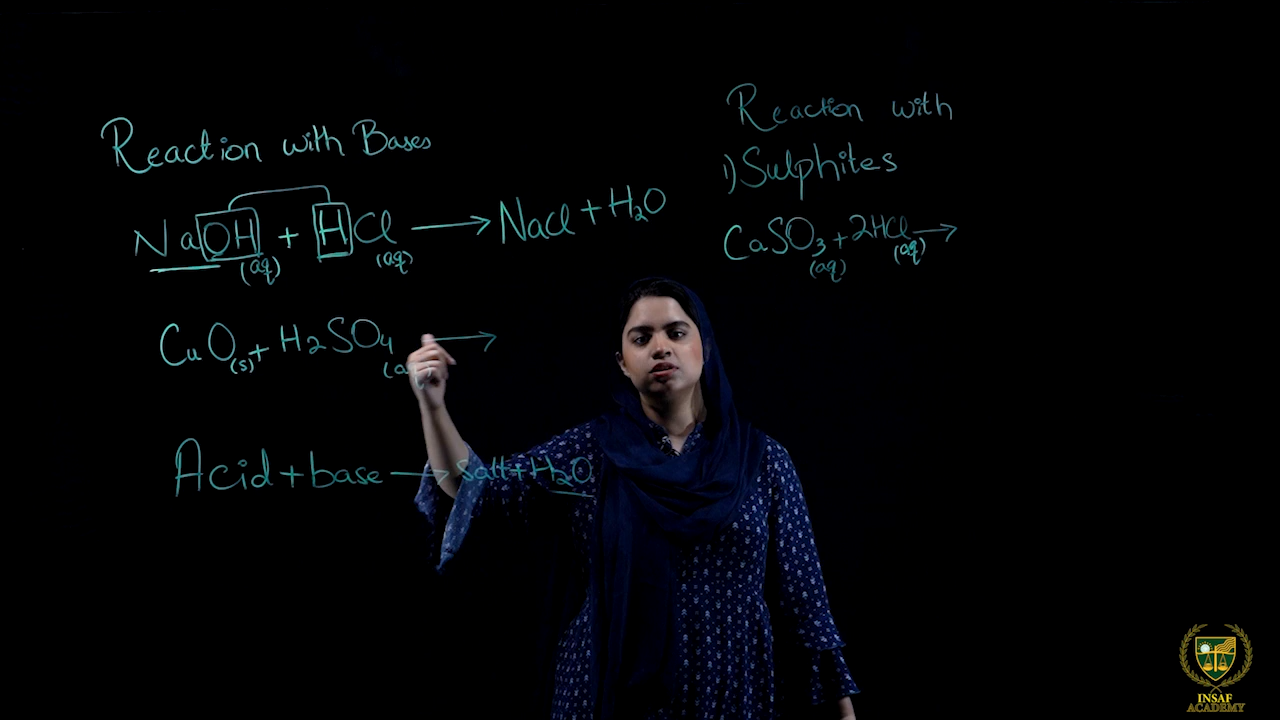 Reaction with Bases
NaOH(aq) + HCl(aq) ⟶ Nacl + H₂O
CuO(s) + H₂SO₄ ⟶
Acid + base ⟶ salt + H₂O
Reaction with
1) Sulphites
CaSO₃(aq) + 2HCl(aq) ⟶
INSAF
ACADEMY